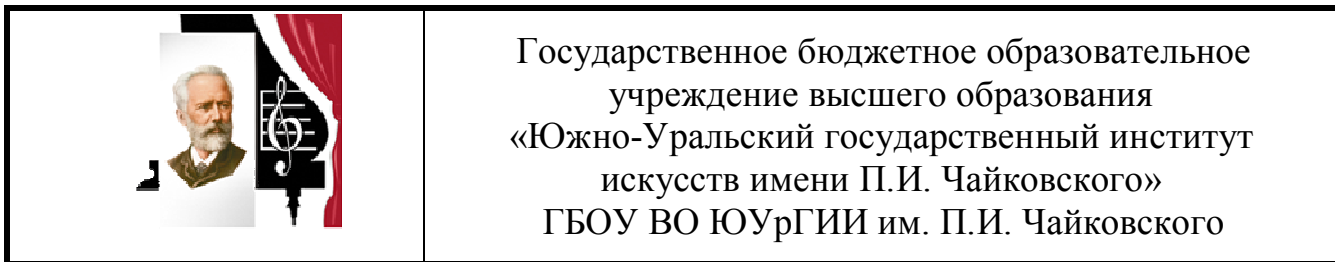 Государственное бюджетное образовательное
учреждение высшего образования
«Южно-Уральский государственный институт
искусств имени П.И. Чайковского»
ГБОУ ВО ЮУрГИИ им. П.И. Чайковского